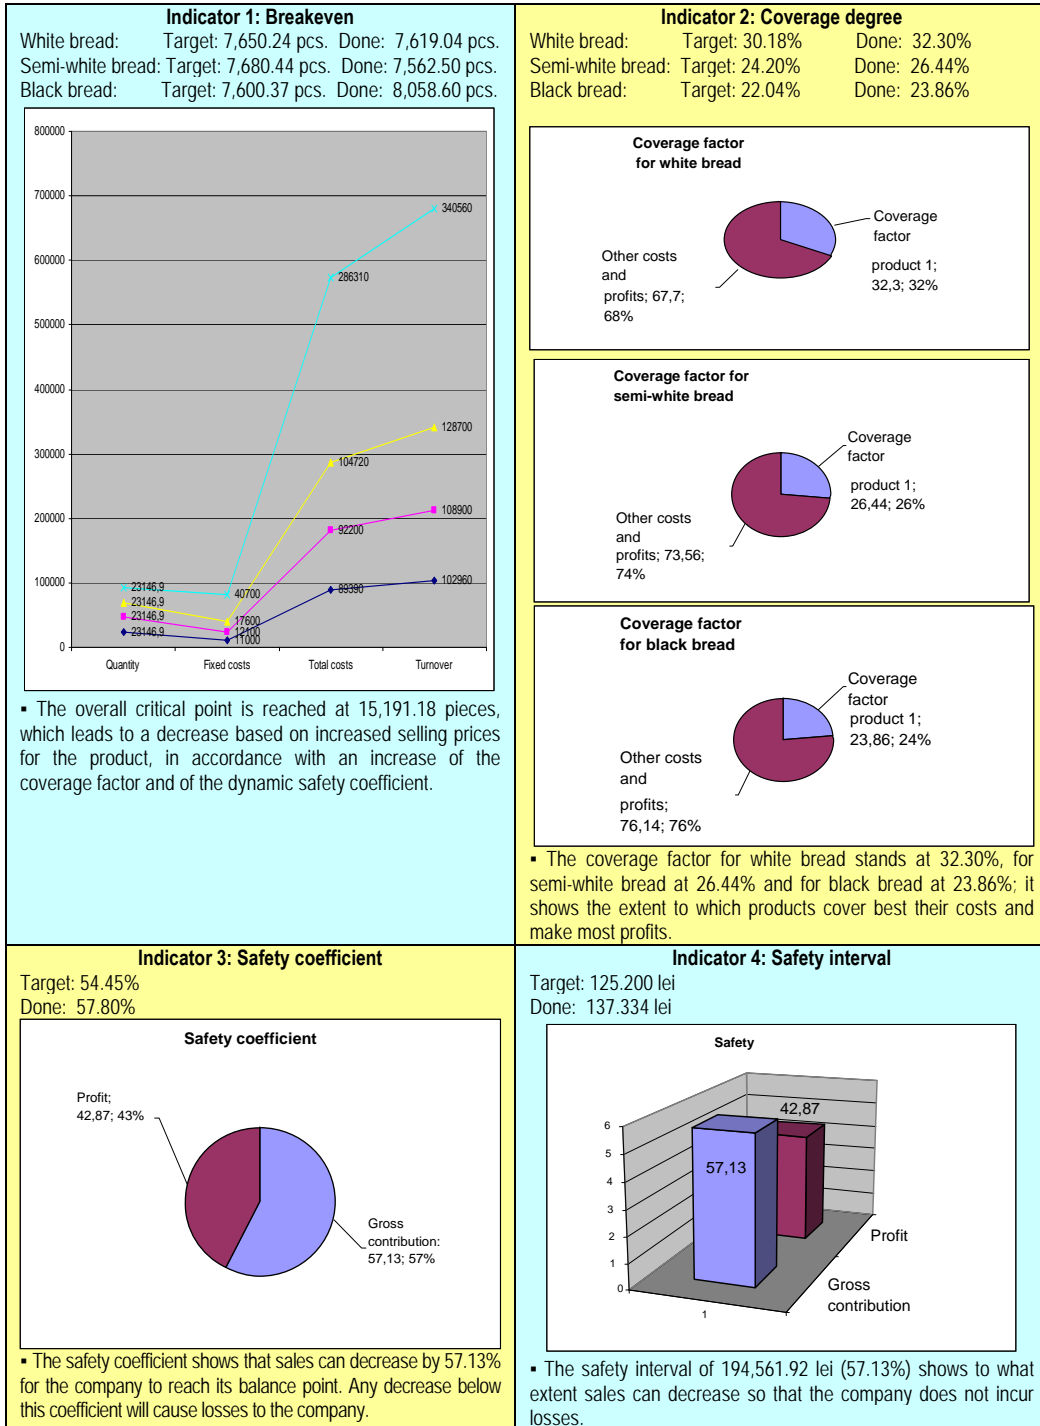 Indicator 1: Breakeven
White bread: Target: 7,650.24 pcs. Done: 7,619.04 pcs.
Semi-white bread: Target: 7,680.44 pcs. Done: 7,562.50 pcs.
Black bread: Target: 7,600.37 pcs. Done: 8,058.60 pcs.
800000
700000
600000
500000
400000
300000
200000
100000
0
340560
286310
128700
104720
108900
92200
102960
89390
23146,9
23146,9
23146,9
23146,9
40700
17600
12100
11000
Quantity Fixed costs Total costs Turnover
▪ The overall critical point is reached at 15,191.18 pieces,
which leads to a decrease based on increased selling prices
for the product, in accordance with an increase of the
coverage factor and of the dynamic safety coefficient.
Indicator 2: Coverage degree
White bread: Target: 30.18% Done: 32.30%
Semi-white bread: Target: 24.20% Done: 26.44%
Black bread: Target: 22.04% Done: 23.86%
Coverage factor
for white bread
Coverage
factor
product 1;
32,3; 32%
Other costs
and
profits; 67,7;
68%
Coverage factor for
semi-white bread
Coverage
factor
product 1;
26,44; 26%
Other costs
and
profits; 73,56;
74%
Coverage factor
for black bread
Coverage
factor
product 1;
23,86; 24%
Other costs
and
profits;
76,14; 76%
▪ The coverage factor for white bread stands at 32.30%, for
semi-white bread at 26.44% and for black bread at 23.86%; it
shows the extent to which products cover best their costs and
make most profits.
Indicator 3: Safety coefficient
Target: 54.45%
Done: 57.80%
Safety coefficient
Profit;
42,87; 43%
Gross
contribution:
57,13; 57%
▪ The safety coefficient shows that sales can decrease by 57.13%
for the company to reach its balance point. Any decrease below
this coefficient will cause losses to the company.
Indicator 4: Safety interval
Target: 125.200 lei
Done: 137.334 lei
Safety
6
5
4
3
2
1
0
42,87
57,13
Profit
Gross
contribution
1
▪ The safety interval of 194,561.92 lei (57.13%) shows to what
extent sales can decrease so that the company does not incur
losses.